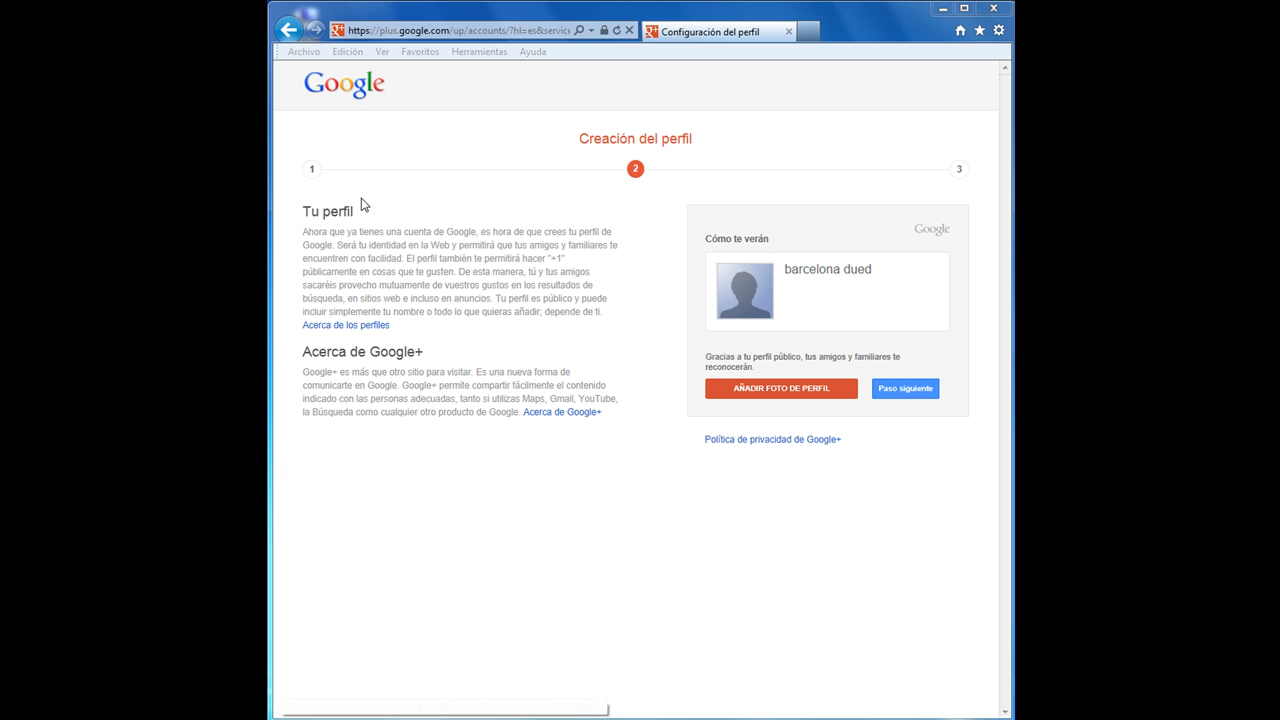 https://plus.google.com/up/accounts/?hl=es&service
Configuración del perfil
Archivo Edición Ver Favoritos Herramientas Ayuda
Google
Creación del perfil
1 2 3
Tu perfil
Ahora que ya tienes una cuenta de Google, es hora de que crees tu perfil de
Google. Será tu identidad en la Web y permitirá que tus amigos y familiares te
encuentren con facilidad. El perfil también te permitirá hacer "+1"
públicamente en cosas que te gusten. De esta manera, tú y tus amigos
sacaréis provecho mutuamente de vuestros gustos en los resultados de
búsqueda, en sitios web e incluso en anuncios. Tu perfil es público y puede
incluir simplemente tu nombre o todo lo que quieras añadir; depende de ti.
Acerca de los perfiles
Acerca de Google+
Google+ es más que otro sitio para visitar. Es una nueva forma de
comunicarte en Google. Google+ permite compartir fácilmente el contenido
indicado con las personas adecuadas, tanto si utilizas Maps, Gmail, YouTube,
la Búsqueda como cualquier otro producto de Google. Acerca de Google+
Google
Cómo te verán
barcelona dued
Gracias a tu perfil público, tus amigos y familiares te
reconocerán.
AÑADIR FOTO DE PERFIL
Paso siguiente
Política de privacidad de Google+